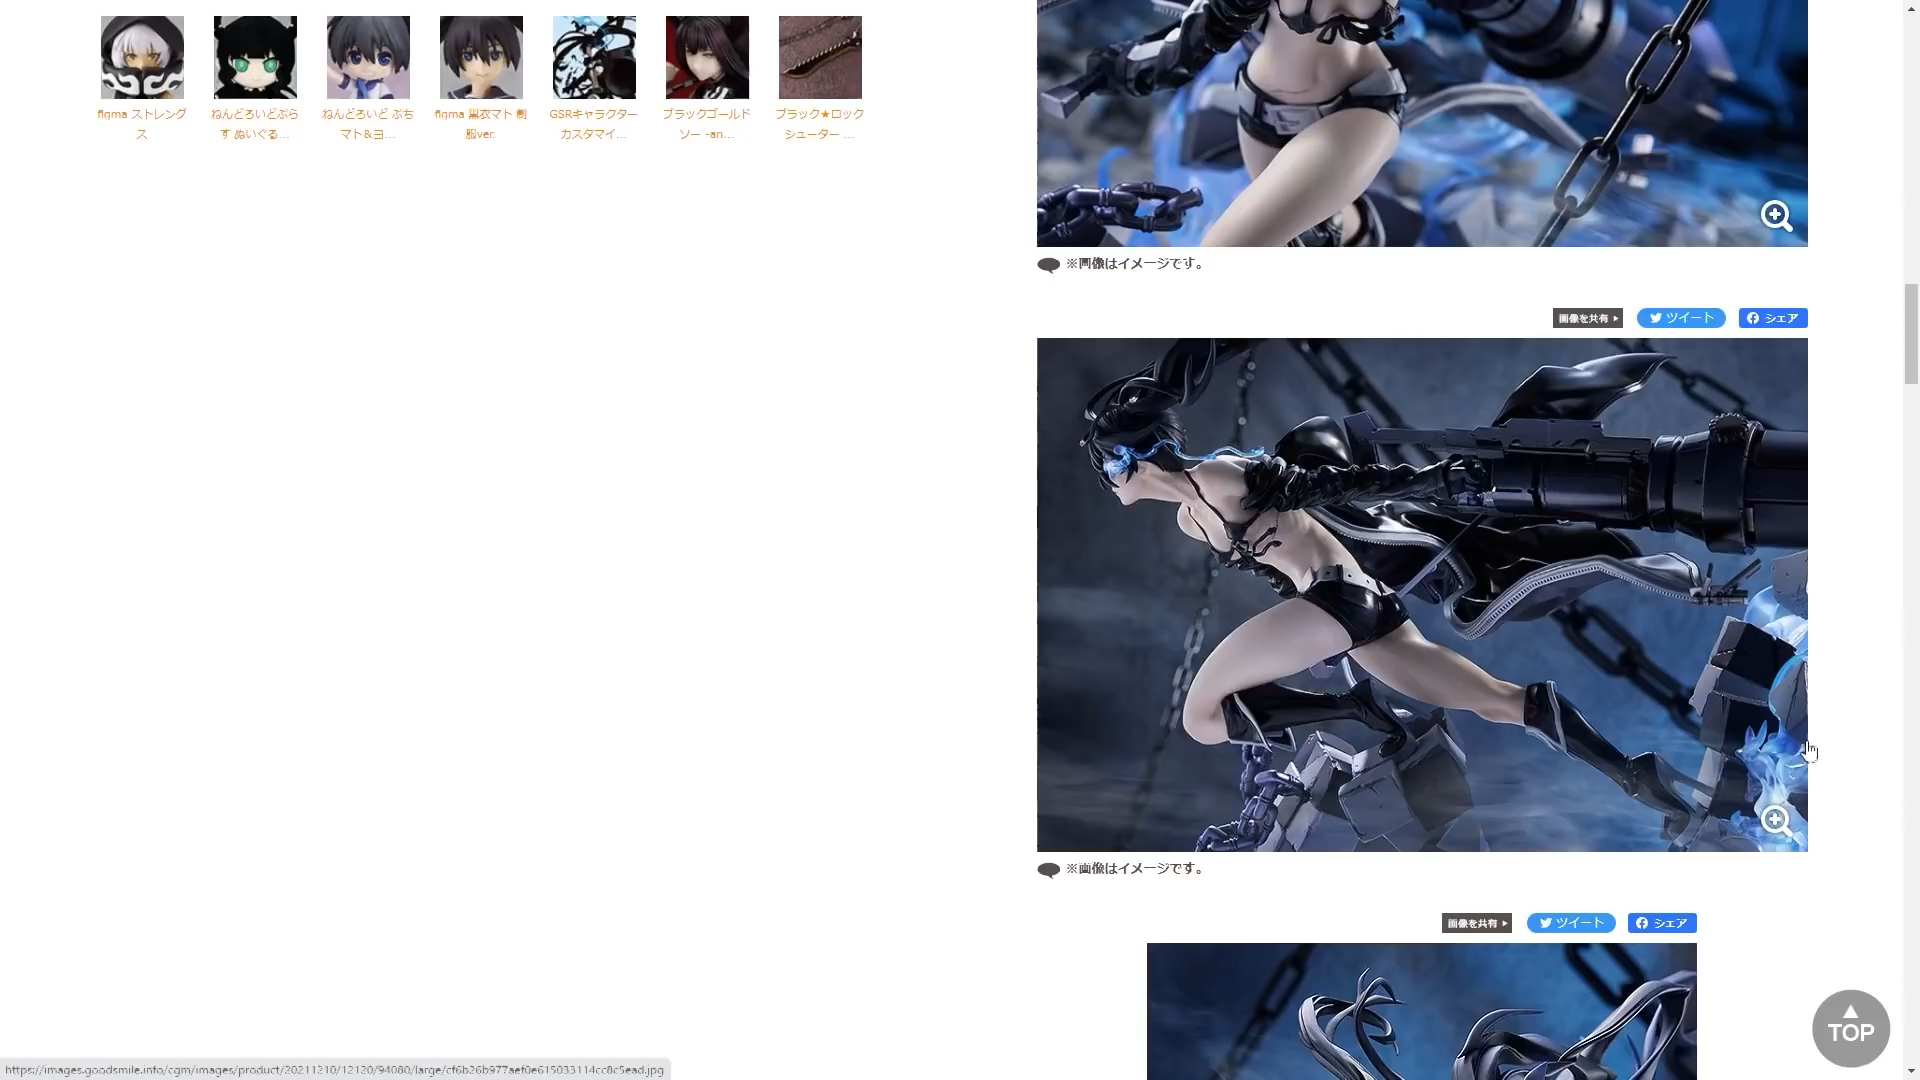 figma ストレングス
ねんどろいどぷらす ぬいぐる...
ねんどろいど ぷちマト&ヨ...
figma 黒衣マト 制服ver.
GSRキャラクターカスタマイ...
ブラックゴールドソー -an...
ブラック★ロックシューター ...
※画像はイメージです。
画像を共有 ツイート シェア
※画像はイメージです。
画像を共有 ツイート シェア
TOP
https://images.goodsmile.info/cgm/images/product/20211210/12120/94080/large/cf6b26b977aef0e615033114cc8c5ead.jpg